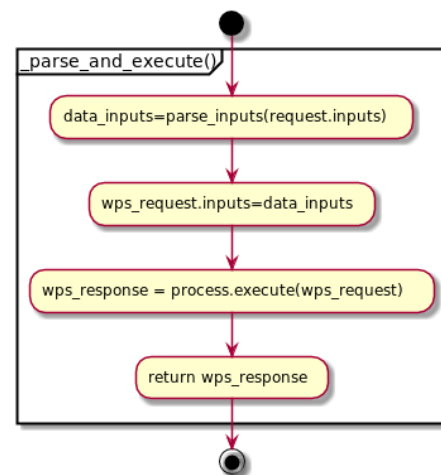 _parse_and_execute()
data_inputs=parse_inputs(request.inputs)
wps_request.inputs=data_inputs
wps_response = process.execute(wps_request)
return wps_response